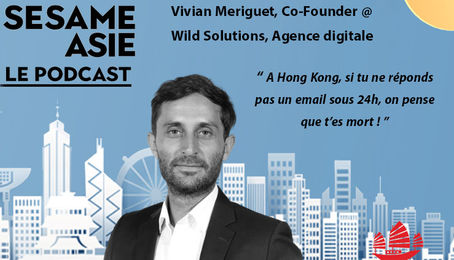 SESAME
ASIE
LE PODCAST
Vivian Meriguet, Co-Founder @
Wild Solutions, Agence digitale
“ A Hong Kong, si tu ne réponds
pas un email sous 24h, on pense
que t'es mort ! ”